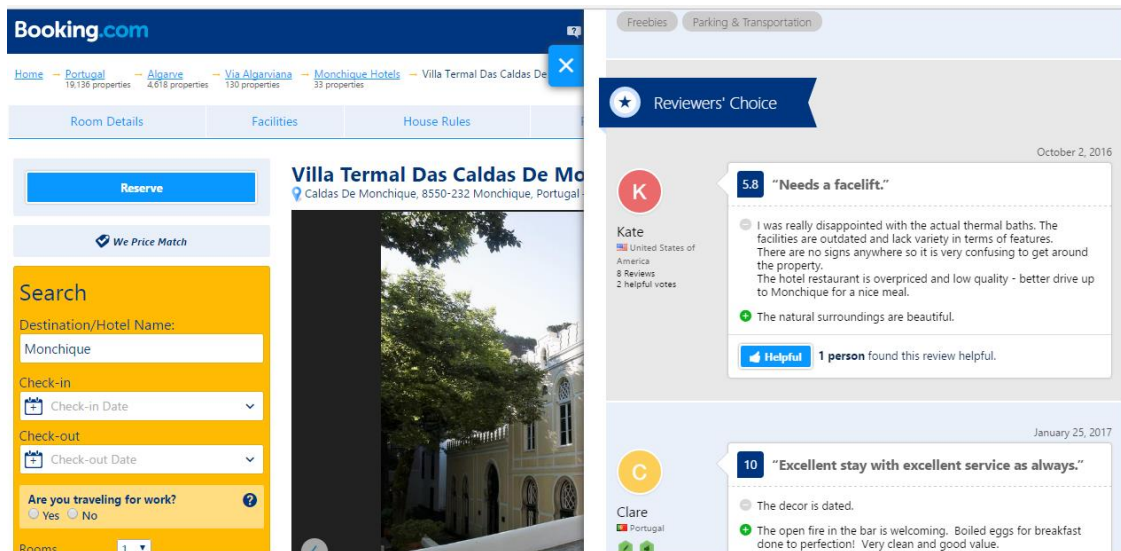 Booking.com
Home → Portugal → Algarve → Via Algarviana → Monchique Hotels → Villa Termal Das Caldas De
19,136 properties 4,618 properties 130 properties 33 properties
Room Details Facilities House Rules
Reserve
We Price Match
Search
Destination/Hotel Name:
Monchique
Check-in
Check-in Date
Check-out
Check-out Date
Are you traveling for work?
Yes No
Rooms 1
Villa Termal Das Caldas De Mo
Caldas De Monchique, 8550-232 Monchique, Portugal
Freebies Parking & Transportation
Reviewers' Choice
October 2, 2016
K
Kate
United States of
America
8 Reviews
2 helpful votes
5.8 “Needs a facelift.”
I was really disappointed with the actual thermal baths. The
facilities are outdated and lack variety in terms of features.
There are no signs anywhere so it is very confusing to get around
the property.
The hotel restaurant is overpriced and low quality - better drive up
to Monchique for a nice meal.
The natural surroundings are beautiful.
Helpful 1 person found this review helpful.
January 25, 2017
C
Clare
Portugal
10 “Excellent stay with excellent service as always.”
The decor is dated.
The open fire in the bar is welcoming. Boiled eggs for breakfast
done to perfection! Very clean and good value.